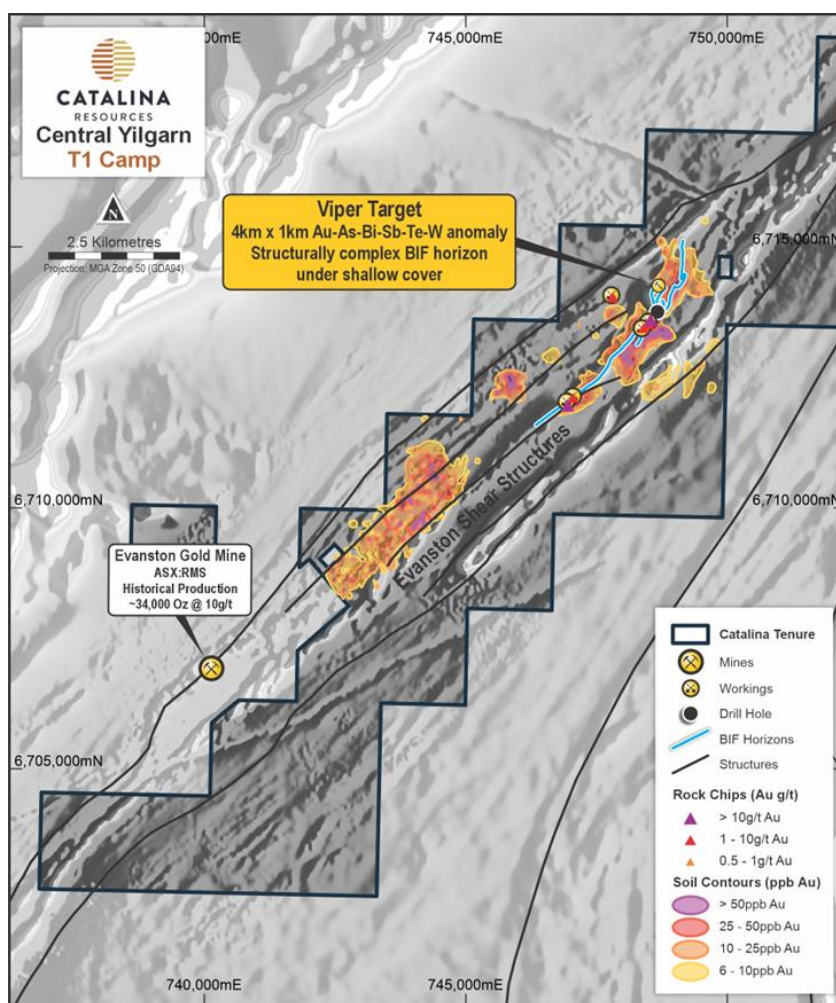 CATALINA
RESOURCES
Central Yilgarn
T1 Camp
N
2.5 Kilometres
Projection: MGA Zone 50 (GDA94)
000mE
745,000mE
750,000mE
Viper Target
4km x 1km Au-As-Bi-Sb-Te-W anomaly
Structurally complex BIF horizon
under shallow cover
6,715,000mN
6,710,000mN
6,710,000mN
Evanston Shear Structures
Evanston Gold Mine
ASX:RMS
Historical Production
~34,000 Oz @ 10g/t
6,705,000mN
Catalina Tenure
Mines
Workings
Drill Hole
BIF Horizons
Structures
Rock Chips (Au g/t)
> 10g/t Au
1 - 10g/t Au
0.5 - 1g/t Au
Soil Contours (ppb Au)
> 50ppb Au
25 - 50ppb Au
10 - 25ppb Au
6 - 10ppb Au
740,000mE
745,000mE